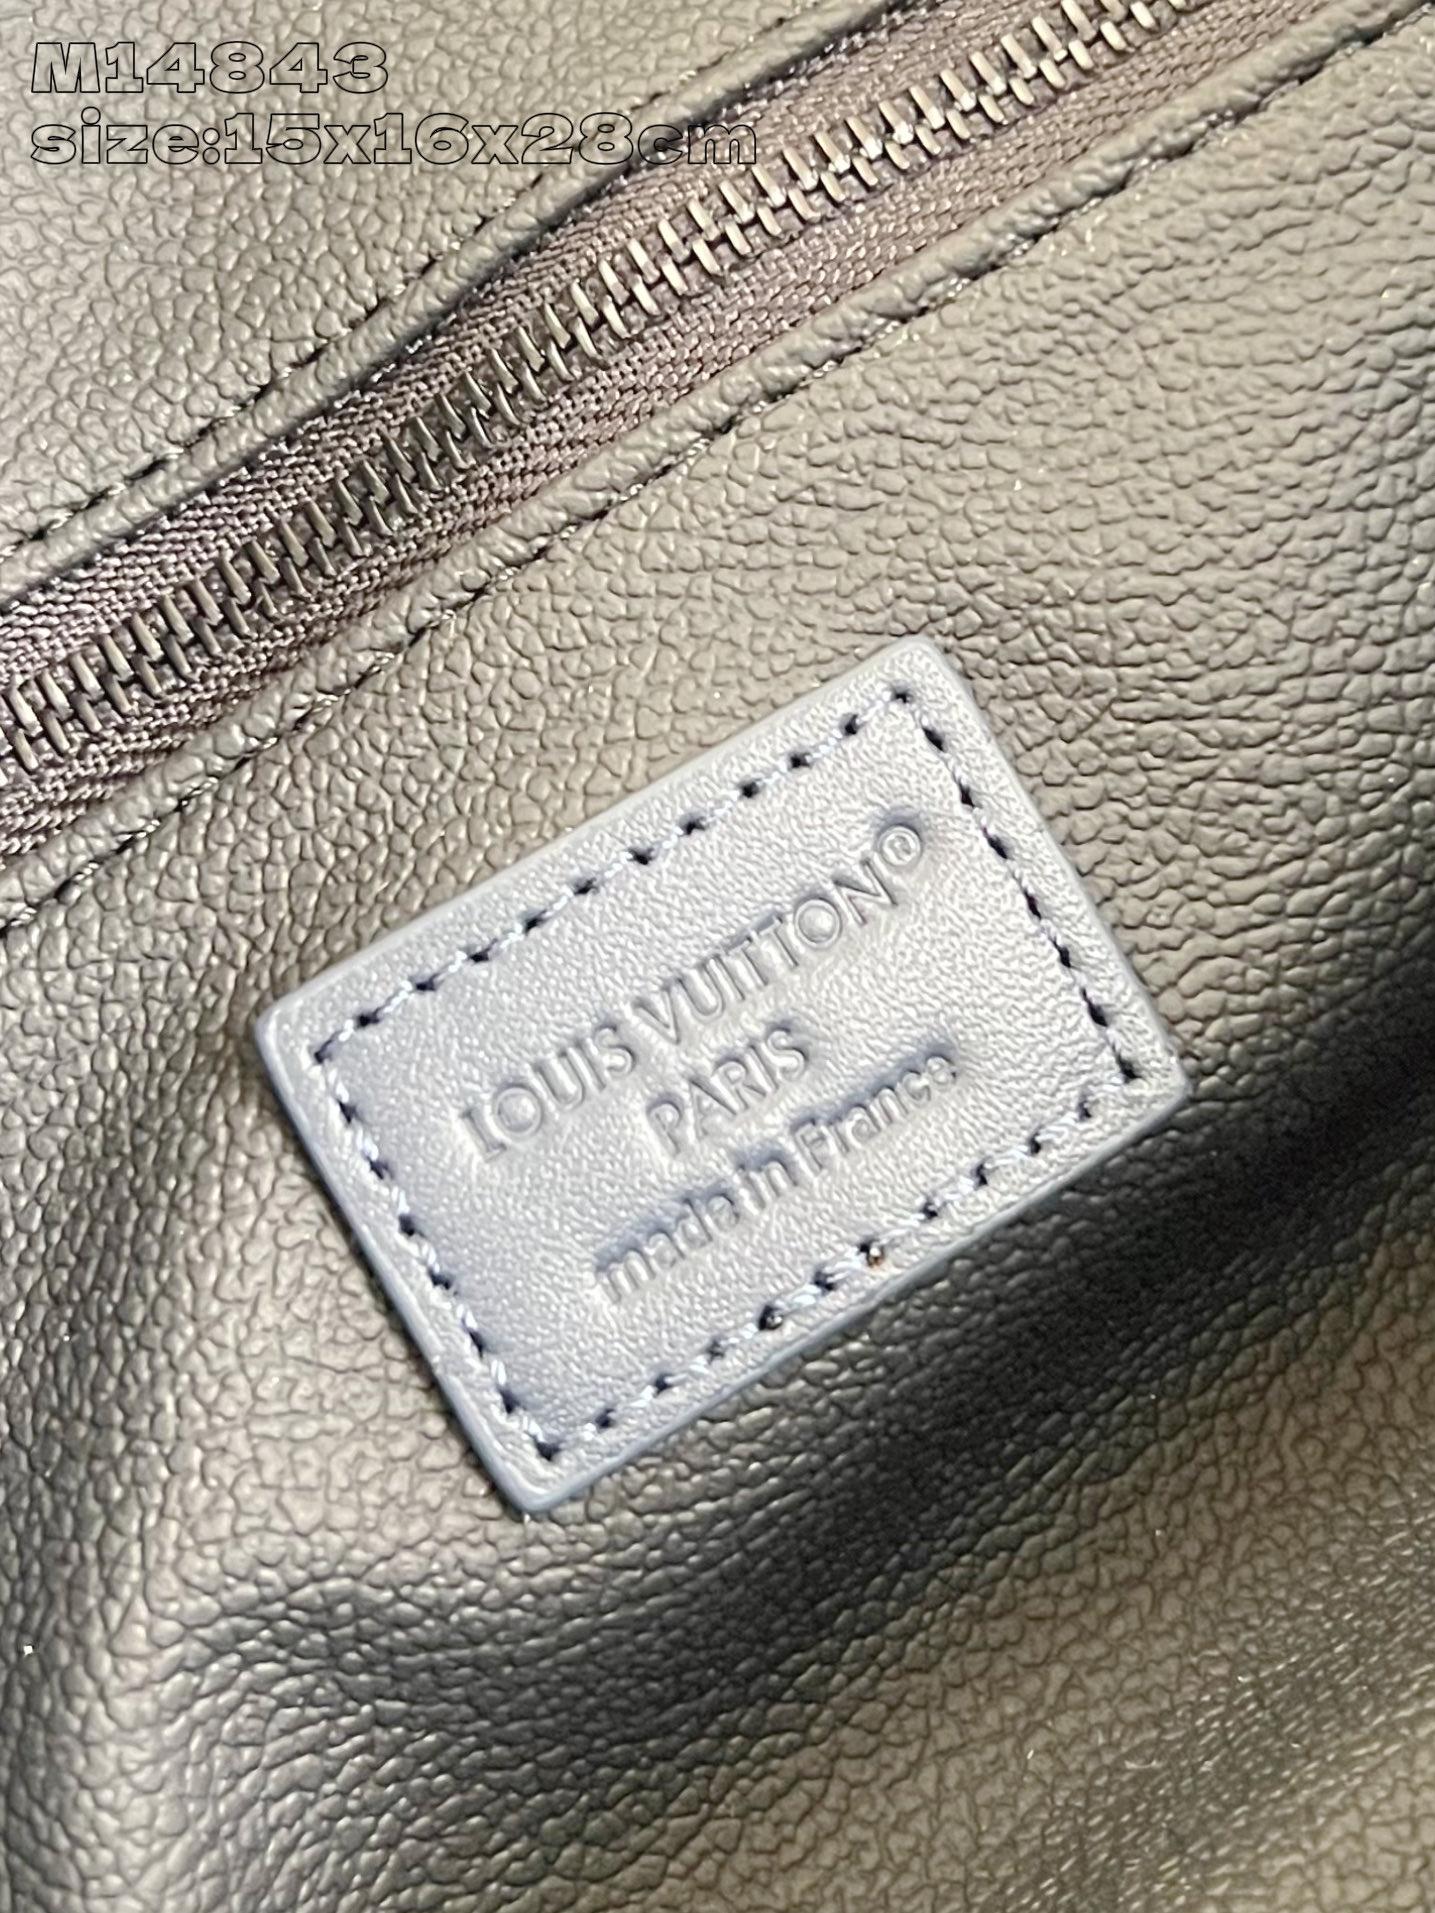 M14843
size:15x16x28cm
LOUIS VUITTON®
PARIS
made in France